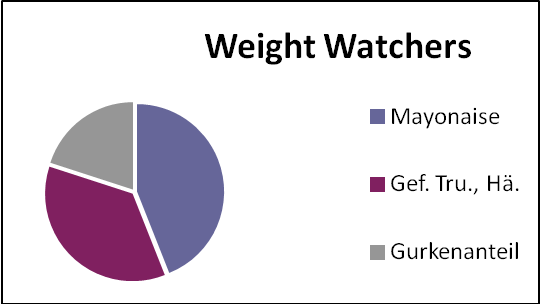 Weight Watchers
Mayonaise
Gef. Tru., Hä.
Gurkenanteil